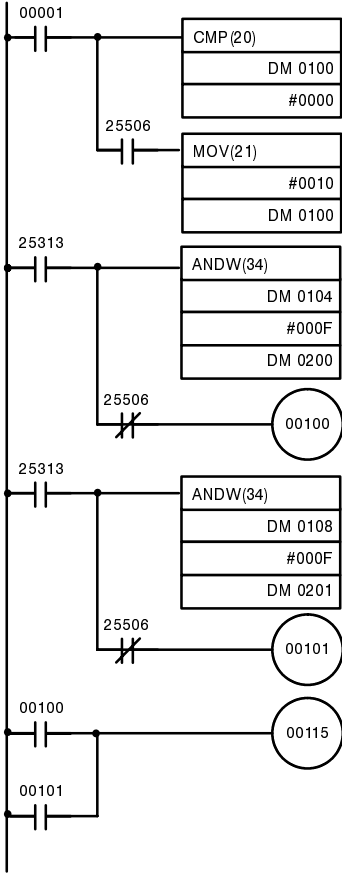 00001
CMP(20)
DM 0100
#0000
25506
MOV(21)
#0010
DM 0100
25313
ANDW(34)
DM 0104
#000F
DM 0200
25506
00100
25313
ANDW(34)
DM 0108
#000F
DM 0201
25506
00101
00100
00115
00101